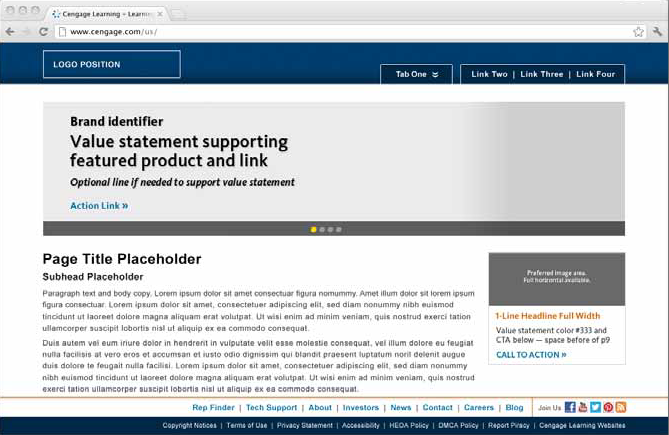 Cengage Learning – Learnin
www.cengage.com/us/
LOGO POSITION
Tab One
Link Two | Link Three | Link Four
Brand identifier
Value statement supporting
featured product and link
Optional line if needed to support value statement
Action Link »
Page Title Placeholder
Subhead Placeholder
Paragraph text and body copy. Lorem ipsum dolor sit amet consectuar figura nomummy. Amet illum dolor sit lorem ipsum
figura consectuar. Lorem ipsum dolor sit amet, consectetuer adipiscing elit, sed diam nonummy nibh euismod
tincidunt ut laoreet dolore magna aliquam erat volutpat. Ut wisi enim ad minim veniam, quis nostrud exerci tation
ullamcorper suscipit lobortis nisl ut aliquip ex ea commodo consequat.
Duis autem vel eum iriure dolor in hendrerit in vulputate velit esse molestie consequat, vel illum dolore eu feugiat
nulla facilisis at vero eros et accumsan et iusto odio dignissim qui blandit praesent luptatum noril delenit augue
duis dolore te feugait nulla facilisi. Lorem ipsum dolor sit amet, consectetuer adipiscing elit, sed diam nonummy
nibh euismod tincidunt ut laoreet dolore magna aliquam erat volutpat. Ut wisi enim ad minim veniam, quis nostrud
exerci tation ullamcorper suscipit lobortis nisl ut aliquip ex ea commodo consequat.
Preferred image area.
Full horizontal available.
1-Line Headline Full Width
Value statement color #333 and
CTA below — space before of p9
CALL TO ACTION »
Rep Finder | Tech Support | About | Investors | News | Contact | Careers | Blog
Join Us
Copyright Notices | Terms of Use | Privacy Statement | Accessibility | HEOA Policy | DMCA Policy | Report Piracy | Cengage Learning Websites